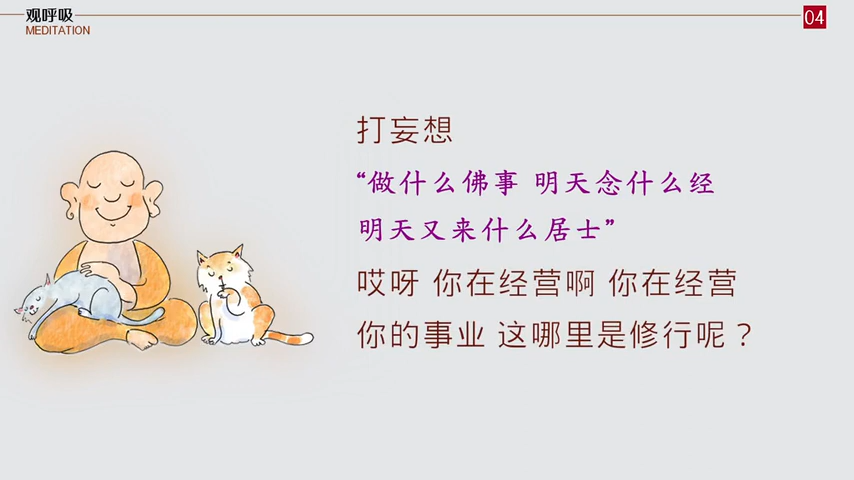 观呼吸
MEDITATION
04
打妄想
“做什么佛事 明天念什么经
明天又来什么居士”
哎呀 你在经营啊 你在经营
你的事业 这哪里是修行呢？